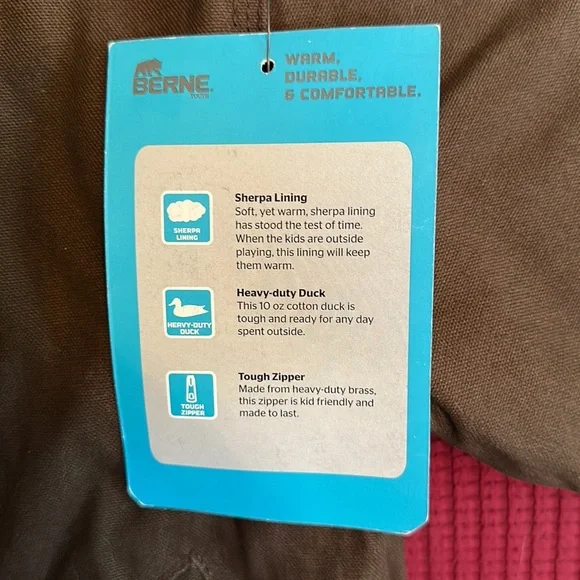 BERNE.
YOUTH
WARM,
DURABLE,
& COMFORTABLE.
SHERPA
LINING
Sherpa Lining
Soft, yet warm, sherpa lining
has stood the test of time.
When the kids are outside
playing, this lining will keep
them warm.
HEAVY-DUTY
DUCK
Heavy-duty Duck
This 10 oz cotton duck is
tough and ready for any day
spent outside.
TOUGH
ZIPPER
Tough Zipper
Made from heavy-duty brass,
this zipper is kid friendly and
made to last.